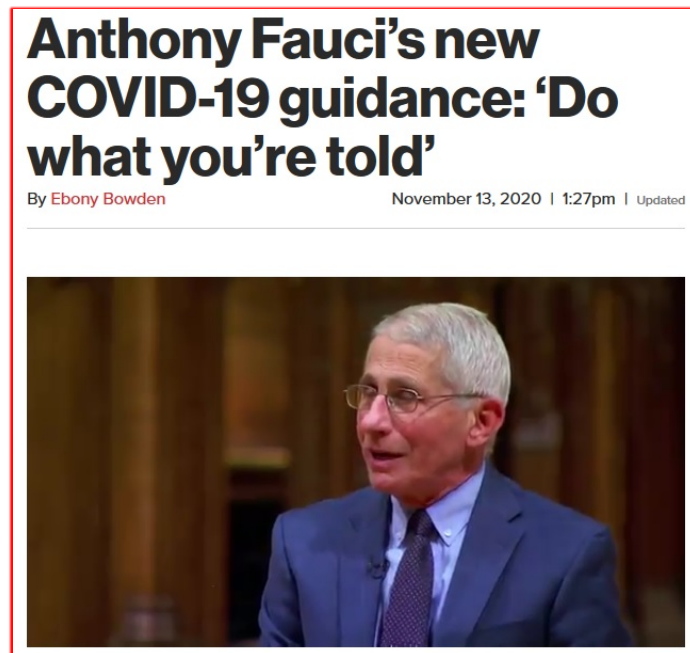 Anthony Fauci’s new
COVID-19 guidance: ‘Do
what you’re told’
By Ebony Bowden November 13, 2020 | 1:27pm | Updated